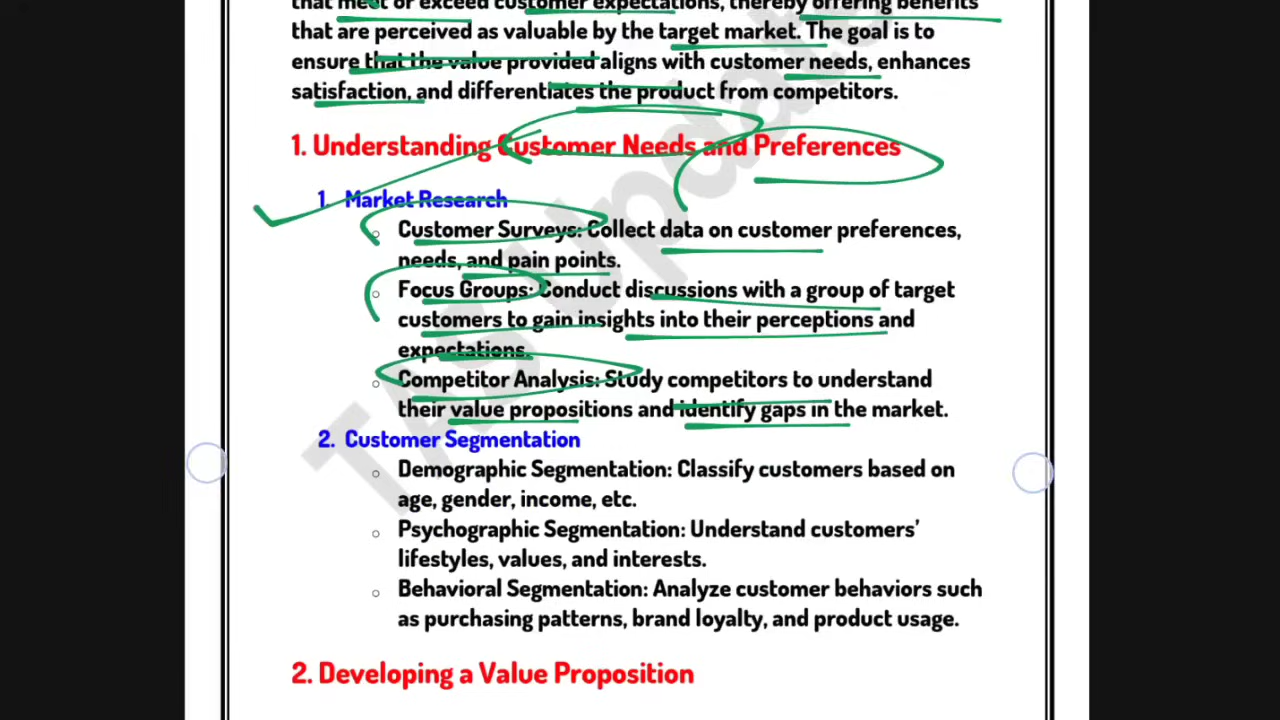 that meet or exceed customer expectations, thereby offering benefits
that are perceived as valuable by the target market. The goal is to
ensure that the value provided aligns with customer needs, enhances
satisfaction, and differentiates the product from competitors.
1. Understanding Customer Needs and Preferences
1. Market Research
○ Customer Surveys: Collect data on customer preferences,
needs, and pain points.
○ Focus Groups: Conduct discussions with a group of target
customers to gain insights into their perceptions and
expectations.
○ Competitor Analysis: Study competitors to understand
their value propositions and identify gaps in the market.
2. Customer Segmentation
○ Demographic Segmentation: Classify customers based on
age, gender, income, etc.
○ Psychographic Segmentation: Understand customers’
lifestyles, values, and interests.
○ Behavioral Segmentation: Analyze customer behaviors such
as purchasing patterns, brand loyalty, and product usage.
2. Developing a Value Proposition